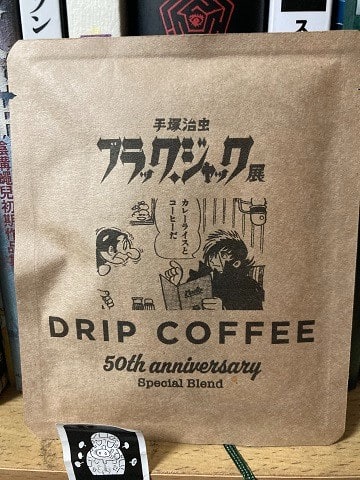 手塚治虫
ブラック・ジャック展
カレーライスと
コーヒーだ
DRIP COFFEE
50th anniversary
Special Blend